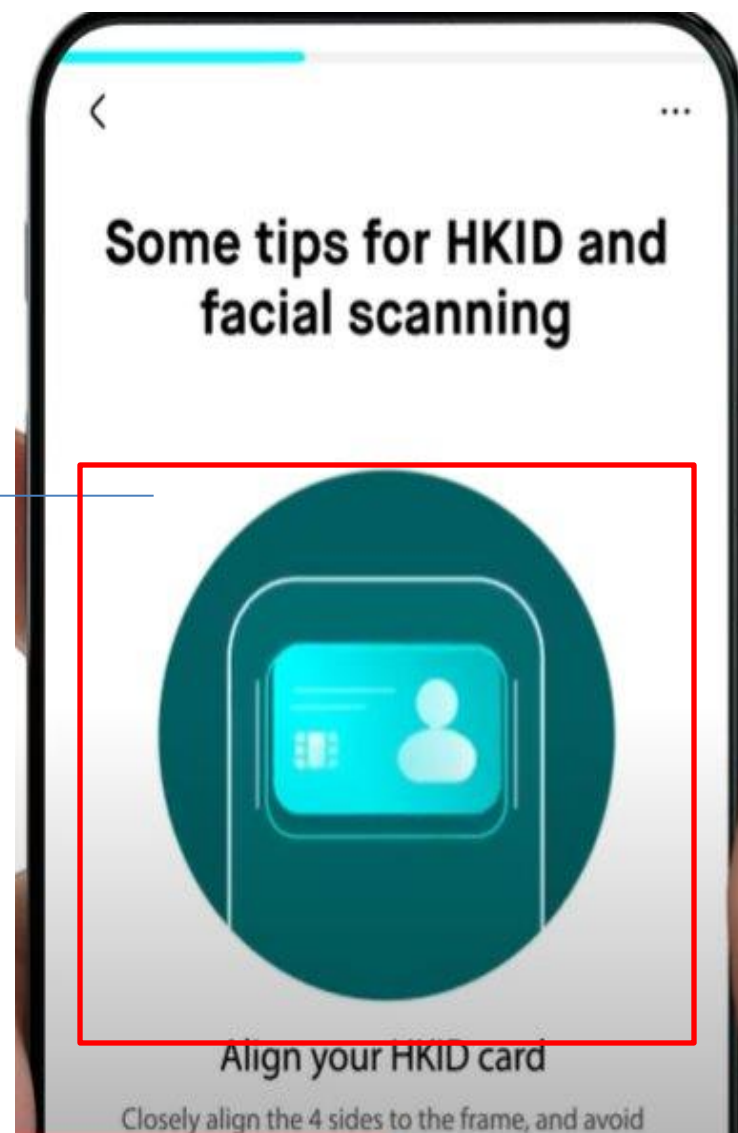 Some tips for HKID and
facial scanning
Align your HKID card
Closely align the 4 sides to the frame, and avoid